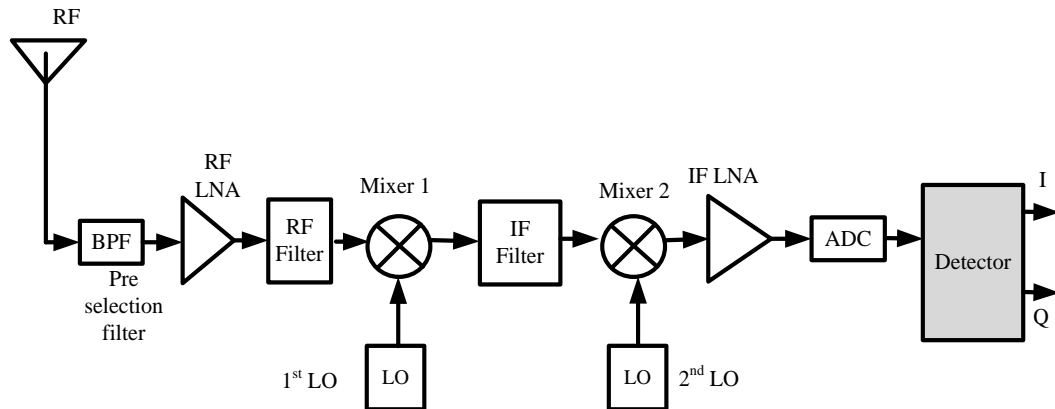 RF
BPF
Pre
selection
filter
RF
LNA
RF
Filter
Mixer 1
LO
1st LO
IF
Filter
Mixer 2
LO
2nd LO
IF LNA
ADC
Detector
I
Q